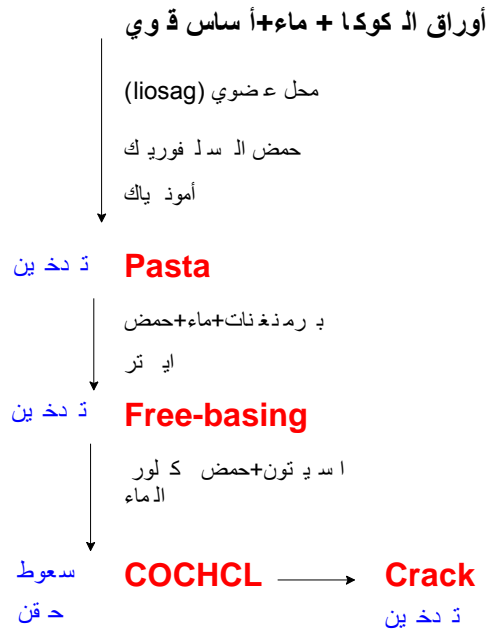 أوراق الكوكا + ماء+أساس قوي
محل عضوي (liosag)
حمض السلفوريك
أمونياك
تدخين Pasta
برمنغنات+ماء+حمض
ايتر
تدخين Free-basing
اسيتون+حمض كلور
الماء
سعوط COCHCL Crack
حقن تدخين